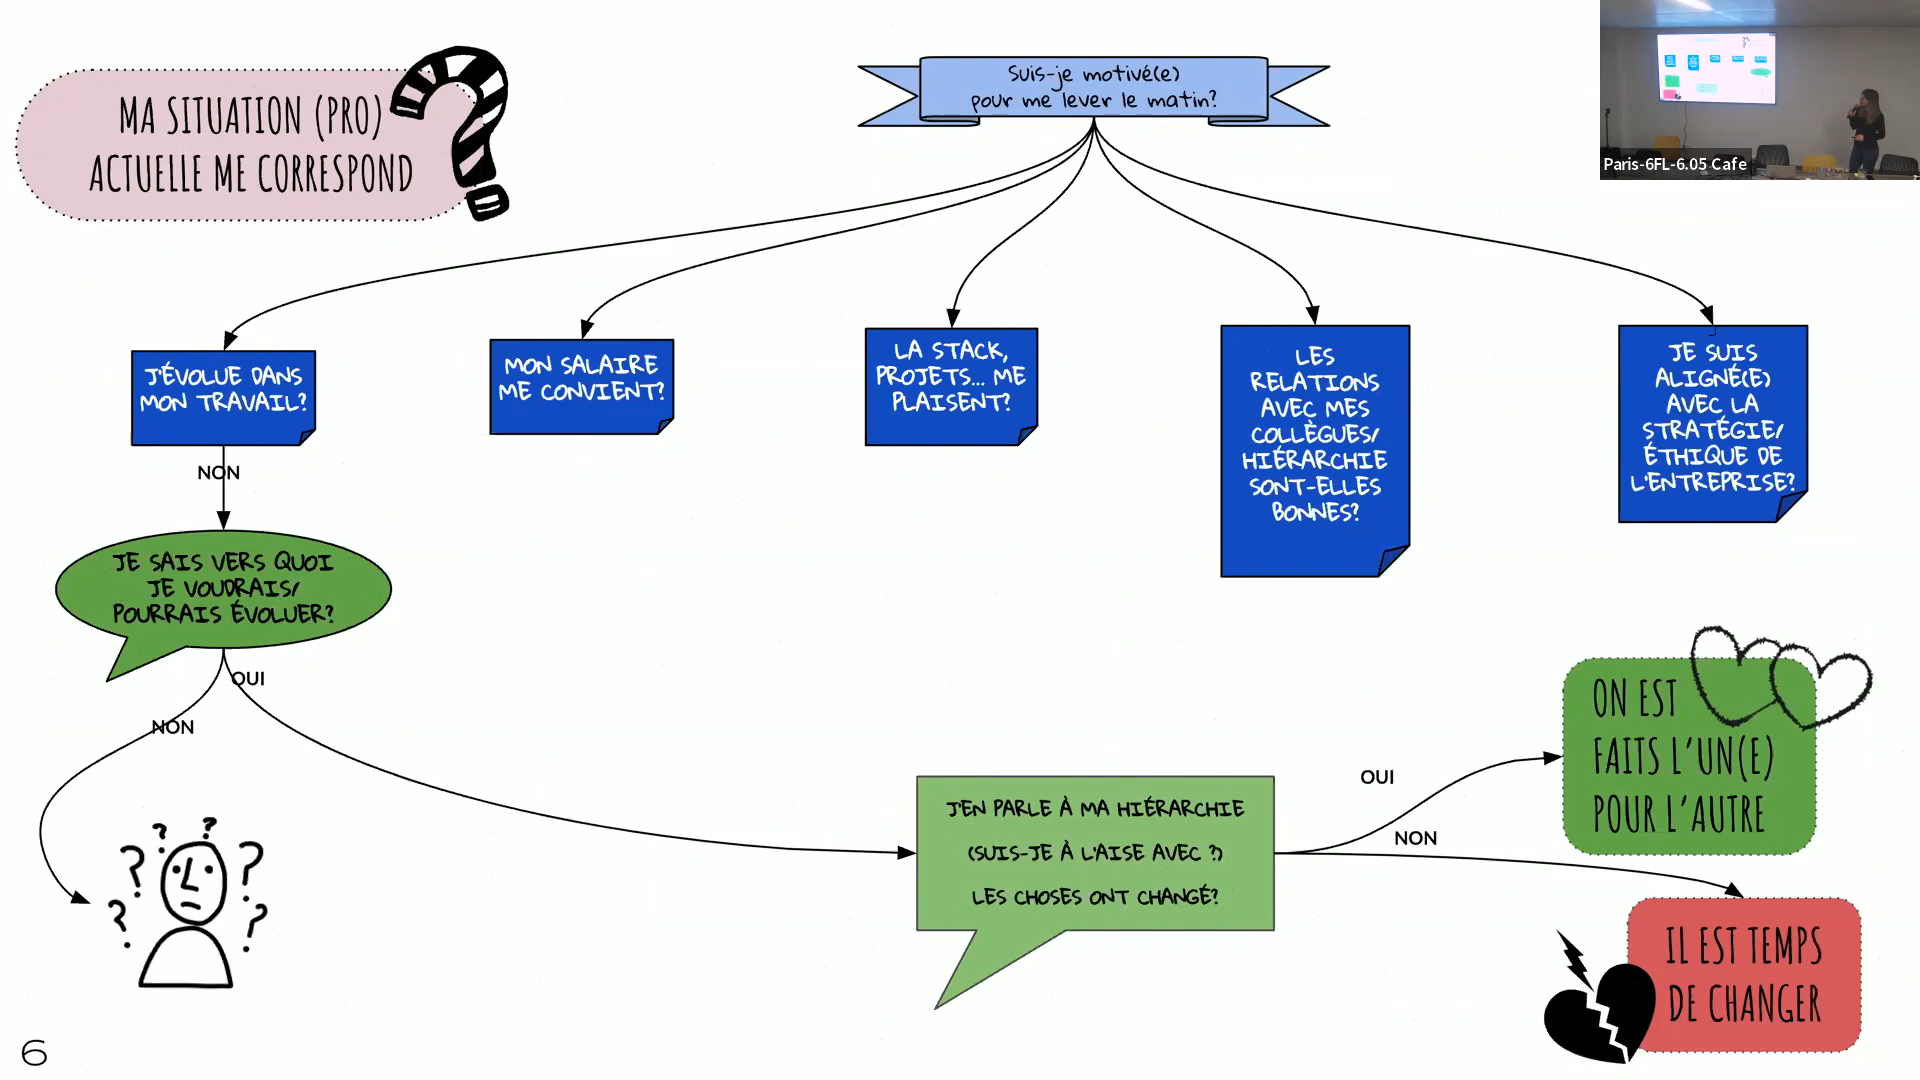 MA SITUATION (PRO)
ACTUELLE ME CORRESPOND
Suis-je motivé(e)
pour me lever le matin?
Paris-6FL-6.05 Cafe
J'ÉVOLUE DANS
MON TRAVAIL?
MON SALAIRE
ME CONVIENT?
LA STACK,
PROJETS... ME
PLAISENT?
LES
RELATIONS
AVEC MES
COLLÈGUES/
HIÉRARCHIE
SONT-ELLES
BONNES?
JE SUIS
ALIGNÉ(E)
AVEC LA
STRATÉGIE/
ÉTHIQUE DE
L'ENTREPRISE?
NON
JE SAIS VERS QUOI
JE VOUDRAIS/
POURRAIS ÉVOLUER?
OUI
NON
J'EN PARLE À MA HIÉRARCHIE
(SUIS-JE À L'AISE AVEC ?)
LES CHOSES ONT CHANGÉ?
OUI
NON
ON EST
FAITS L'UN(E)
POUR L'AUTRE
IL EST TEMPS
DE CHANGER
6